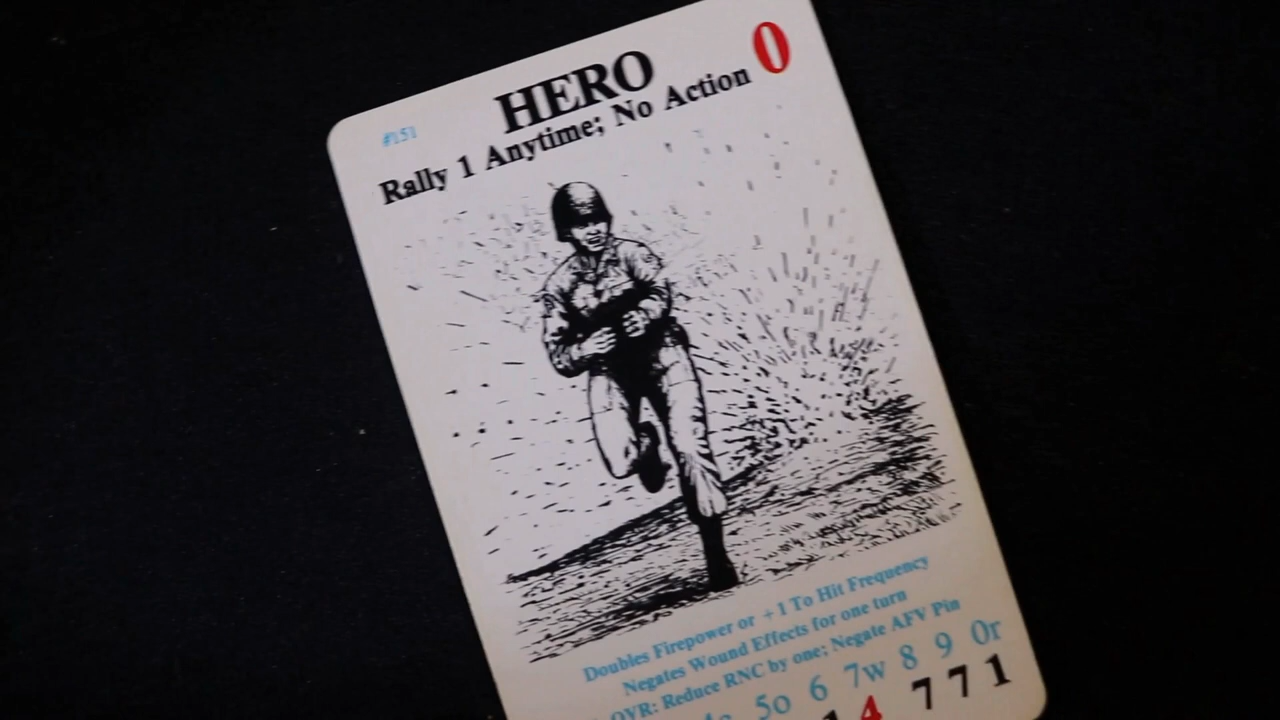 HERO
0
#151
Rally 1 Anytime; No Action
Doubles Firepower or + 1 To Hit Frequency
Negates Wound Effects for one turn
OVR: Reduce RNC by one; Negate AFV Pin
5o 6 7w 8 9 0r
4 7 7 1